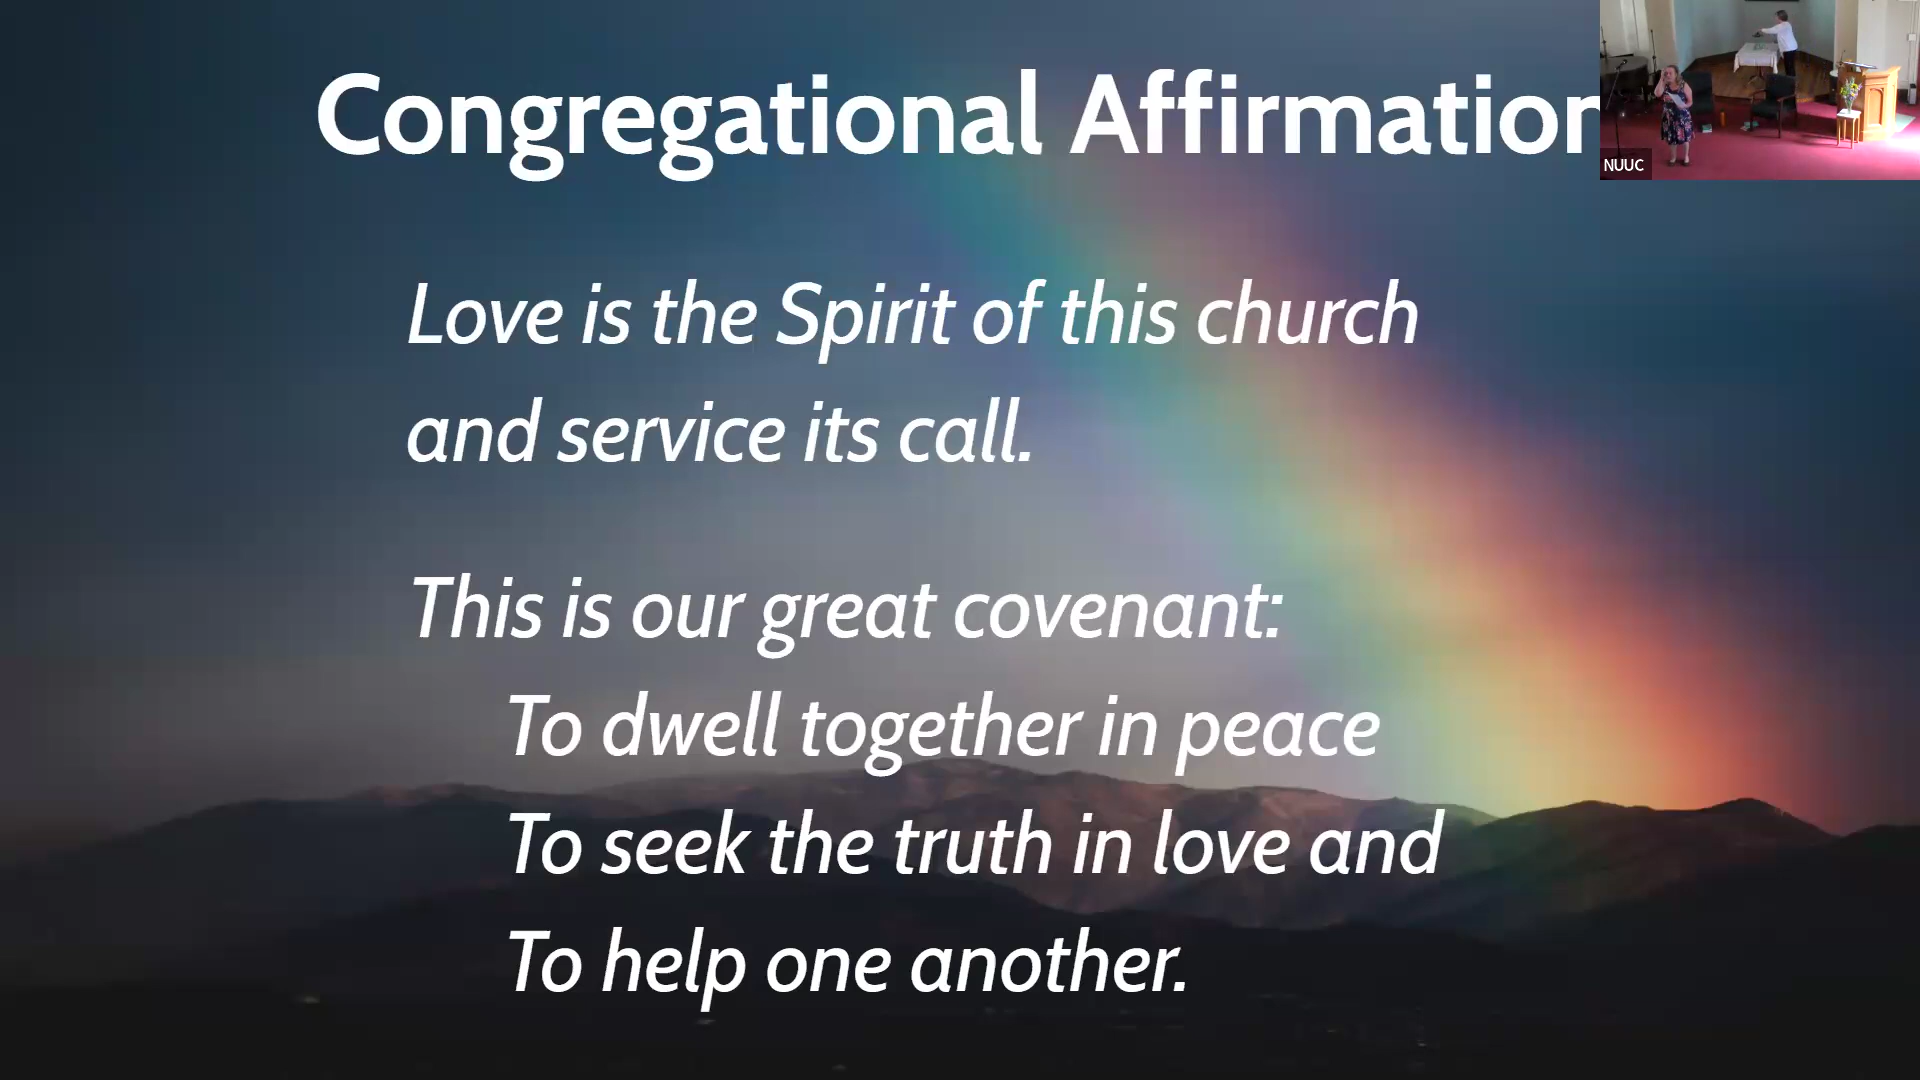 Congregational Affirmation
NUUC
Love is the Spirit of this church
and service its call.
This is our great covenant:
To dwell together in peace
To seek the truth in love and
To help one another.